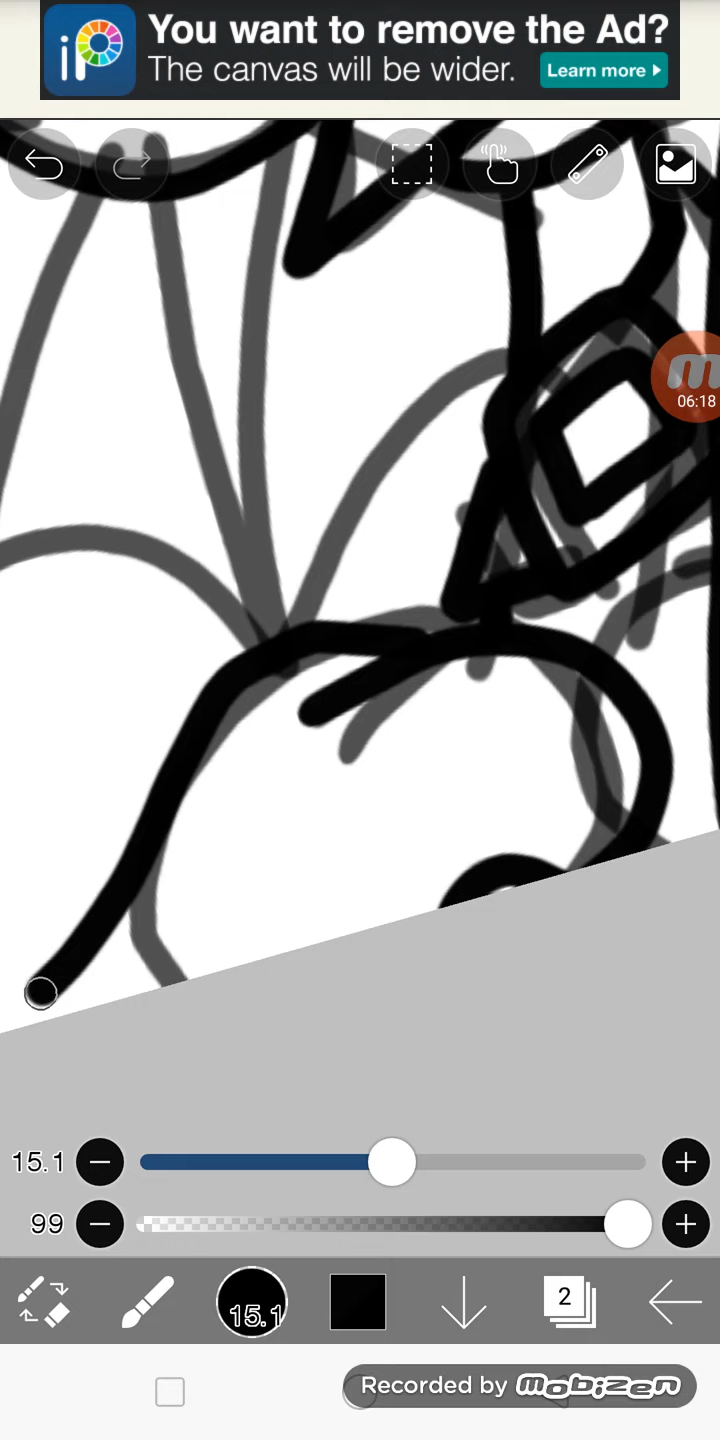 iP
You want to remove the Ad?
The canvas will be wider.
Learn more
m
06:18
15.1
99
15.1
2
Recorded by mobizen